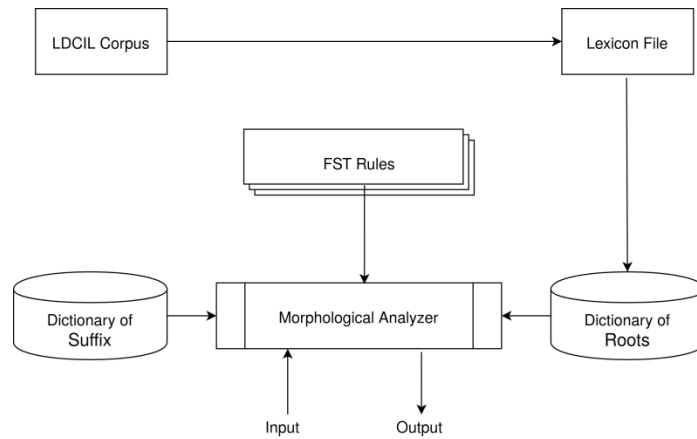 LDCIL Corpus
Lexicon File
FST Rules
Dictionary of
Suffix
Morphological Analyzer
Dictionary of
Roots
Input
Output